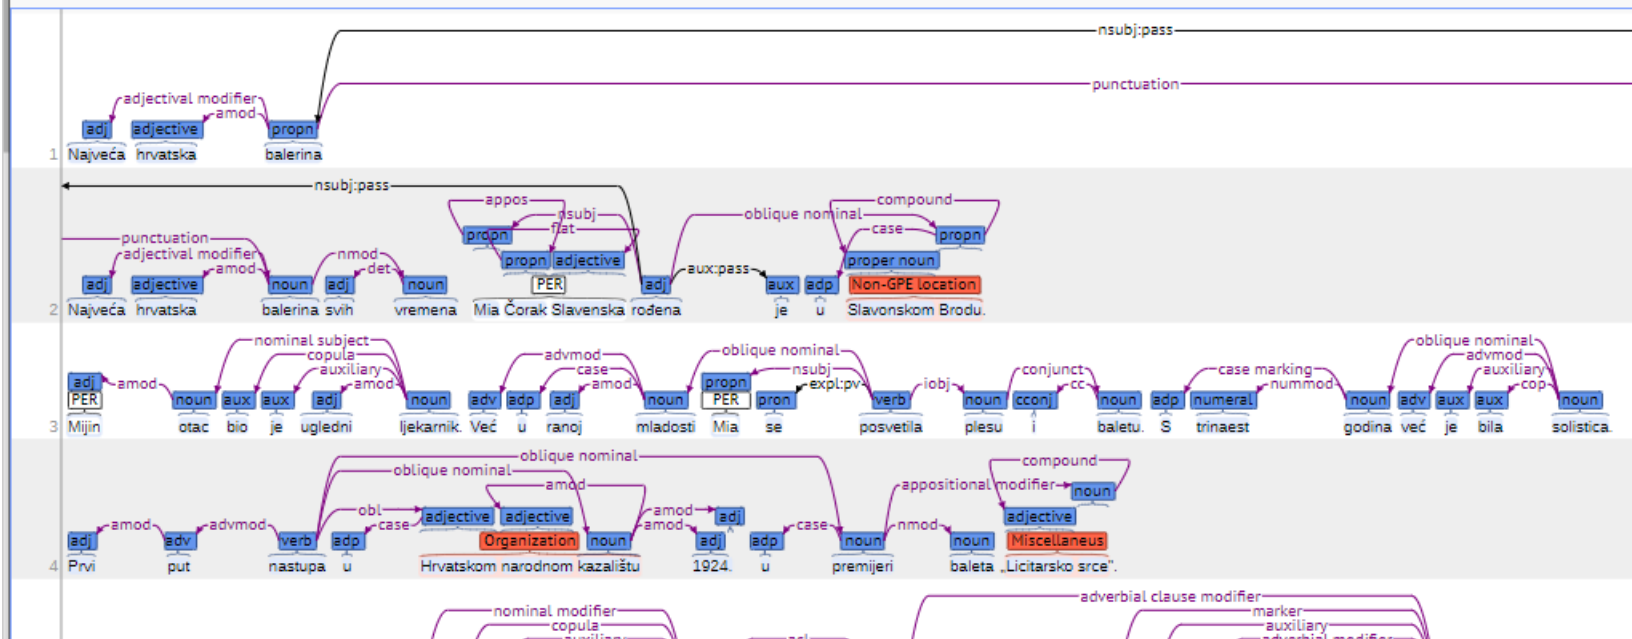 nsubj:pass
punctuation
adjectival modifier
amod
adj adjective propn
1 Najveća hrvatska balerina
nsubj:pass
appos compound
nsubj oblique nominal
flat case
propn propn
punctuation
adjectival modifier nmod propn adjective proper noun
amod det aux:pass
adj adjective noun adj noun PER adj aux adp Non-GPE location
2 Najveća hrvatska balerina svih vremena Mia Čorak Slavenska rođena je u Slavonskom Brodu.
nominal subject oblique nominal oblique nominal
copula advmod advmod
auxiliary case nsubj conjunct case marking auxiliary
adj amod amod amod propn expl:pv iobj cc nummod cop
PER noun aux aux adj noun adv adp adj noun PER pron verb noun cconj noun adp numeral noun adv aux aux noun
3 Mijin otac bio je ugledni ljekarnik. Već u ranoj mladosti Mia se posvetila plesu i baletu. S trinaest godina već je bila solistica.
oblique nominal compound
oblique nominal
amod appositional modifier noun
obl adjective adjective amod adj adjective
amod advmod case amod case nmod
adj adv verb adp Organization noun adj adp noun noun Miscellaneus
4 Prvi put nastupa u Hrvatskom narodnom kazalištu 1924. u premijeri baleta „Licitarsko srce”.
adverbial clause modifier
nominal modifier marker
copula auxiliary
auxiliary acl adverbial modifier